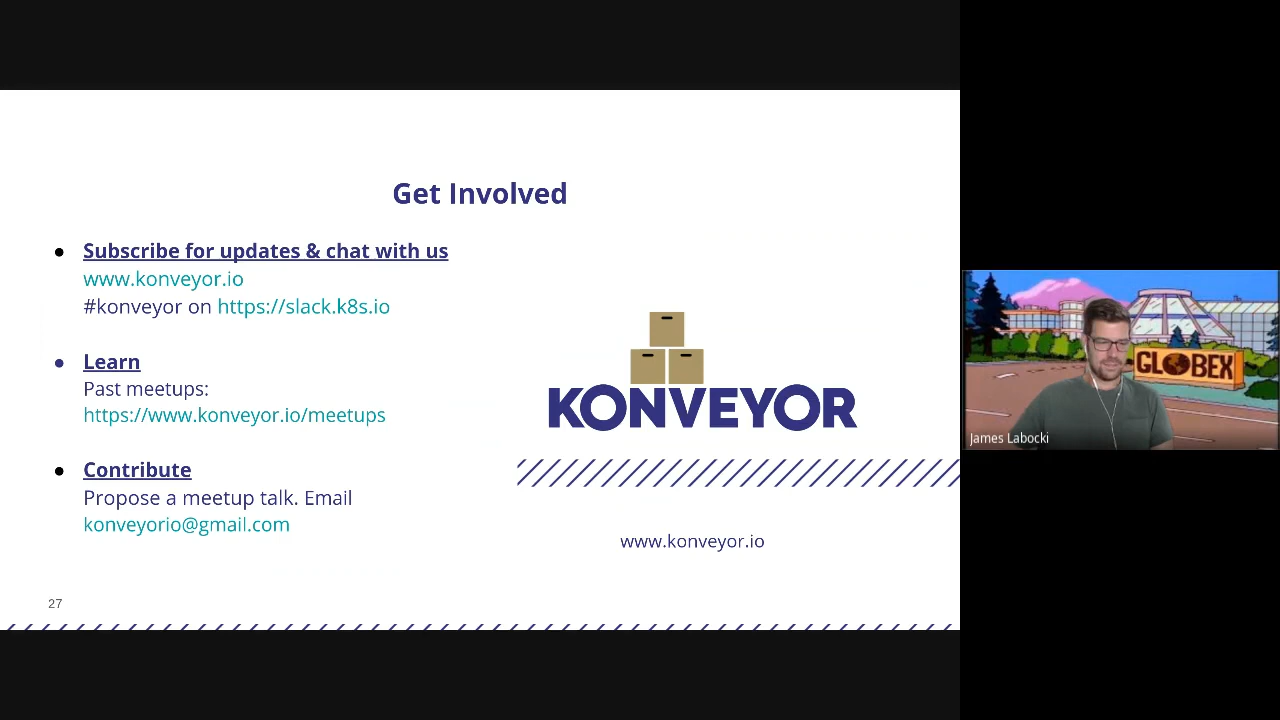 Get Involved
Subscribe for updates & chat with us
www.konveyor.io
#konveyor on https://slack.k8s.io
Learn
Past meetups:
https://www.konveyor.io/meetups
Contribute
Propose a meetup talk. Email
konveyorio@gmail.com
KONVEYOR
www.konveyor.io
27
GLOBEX
James Labocki